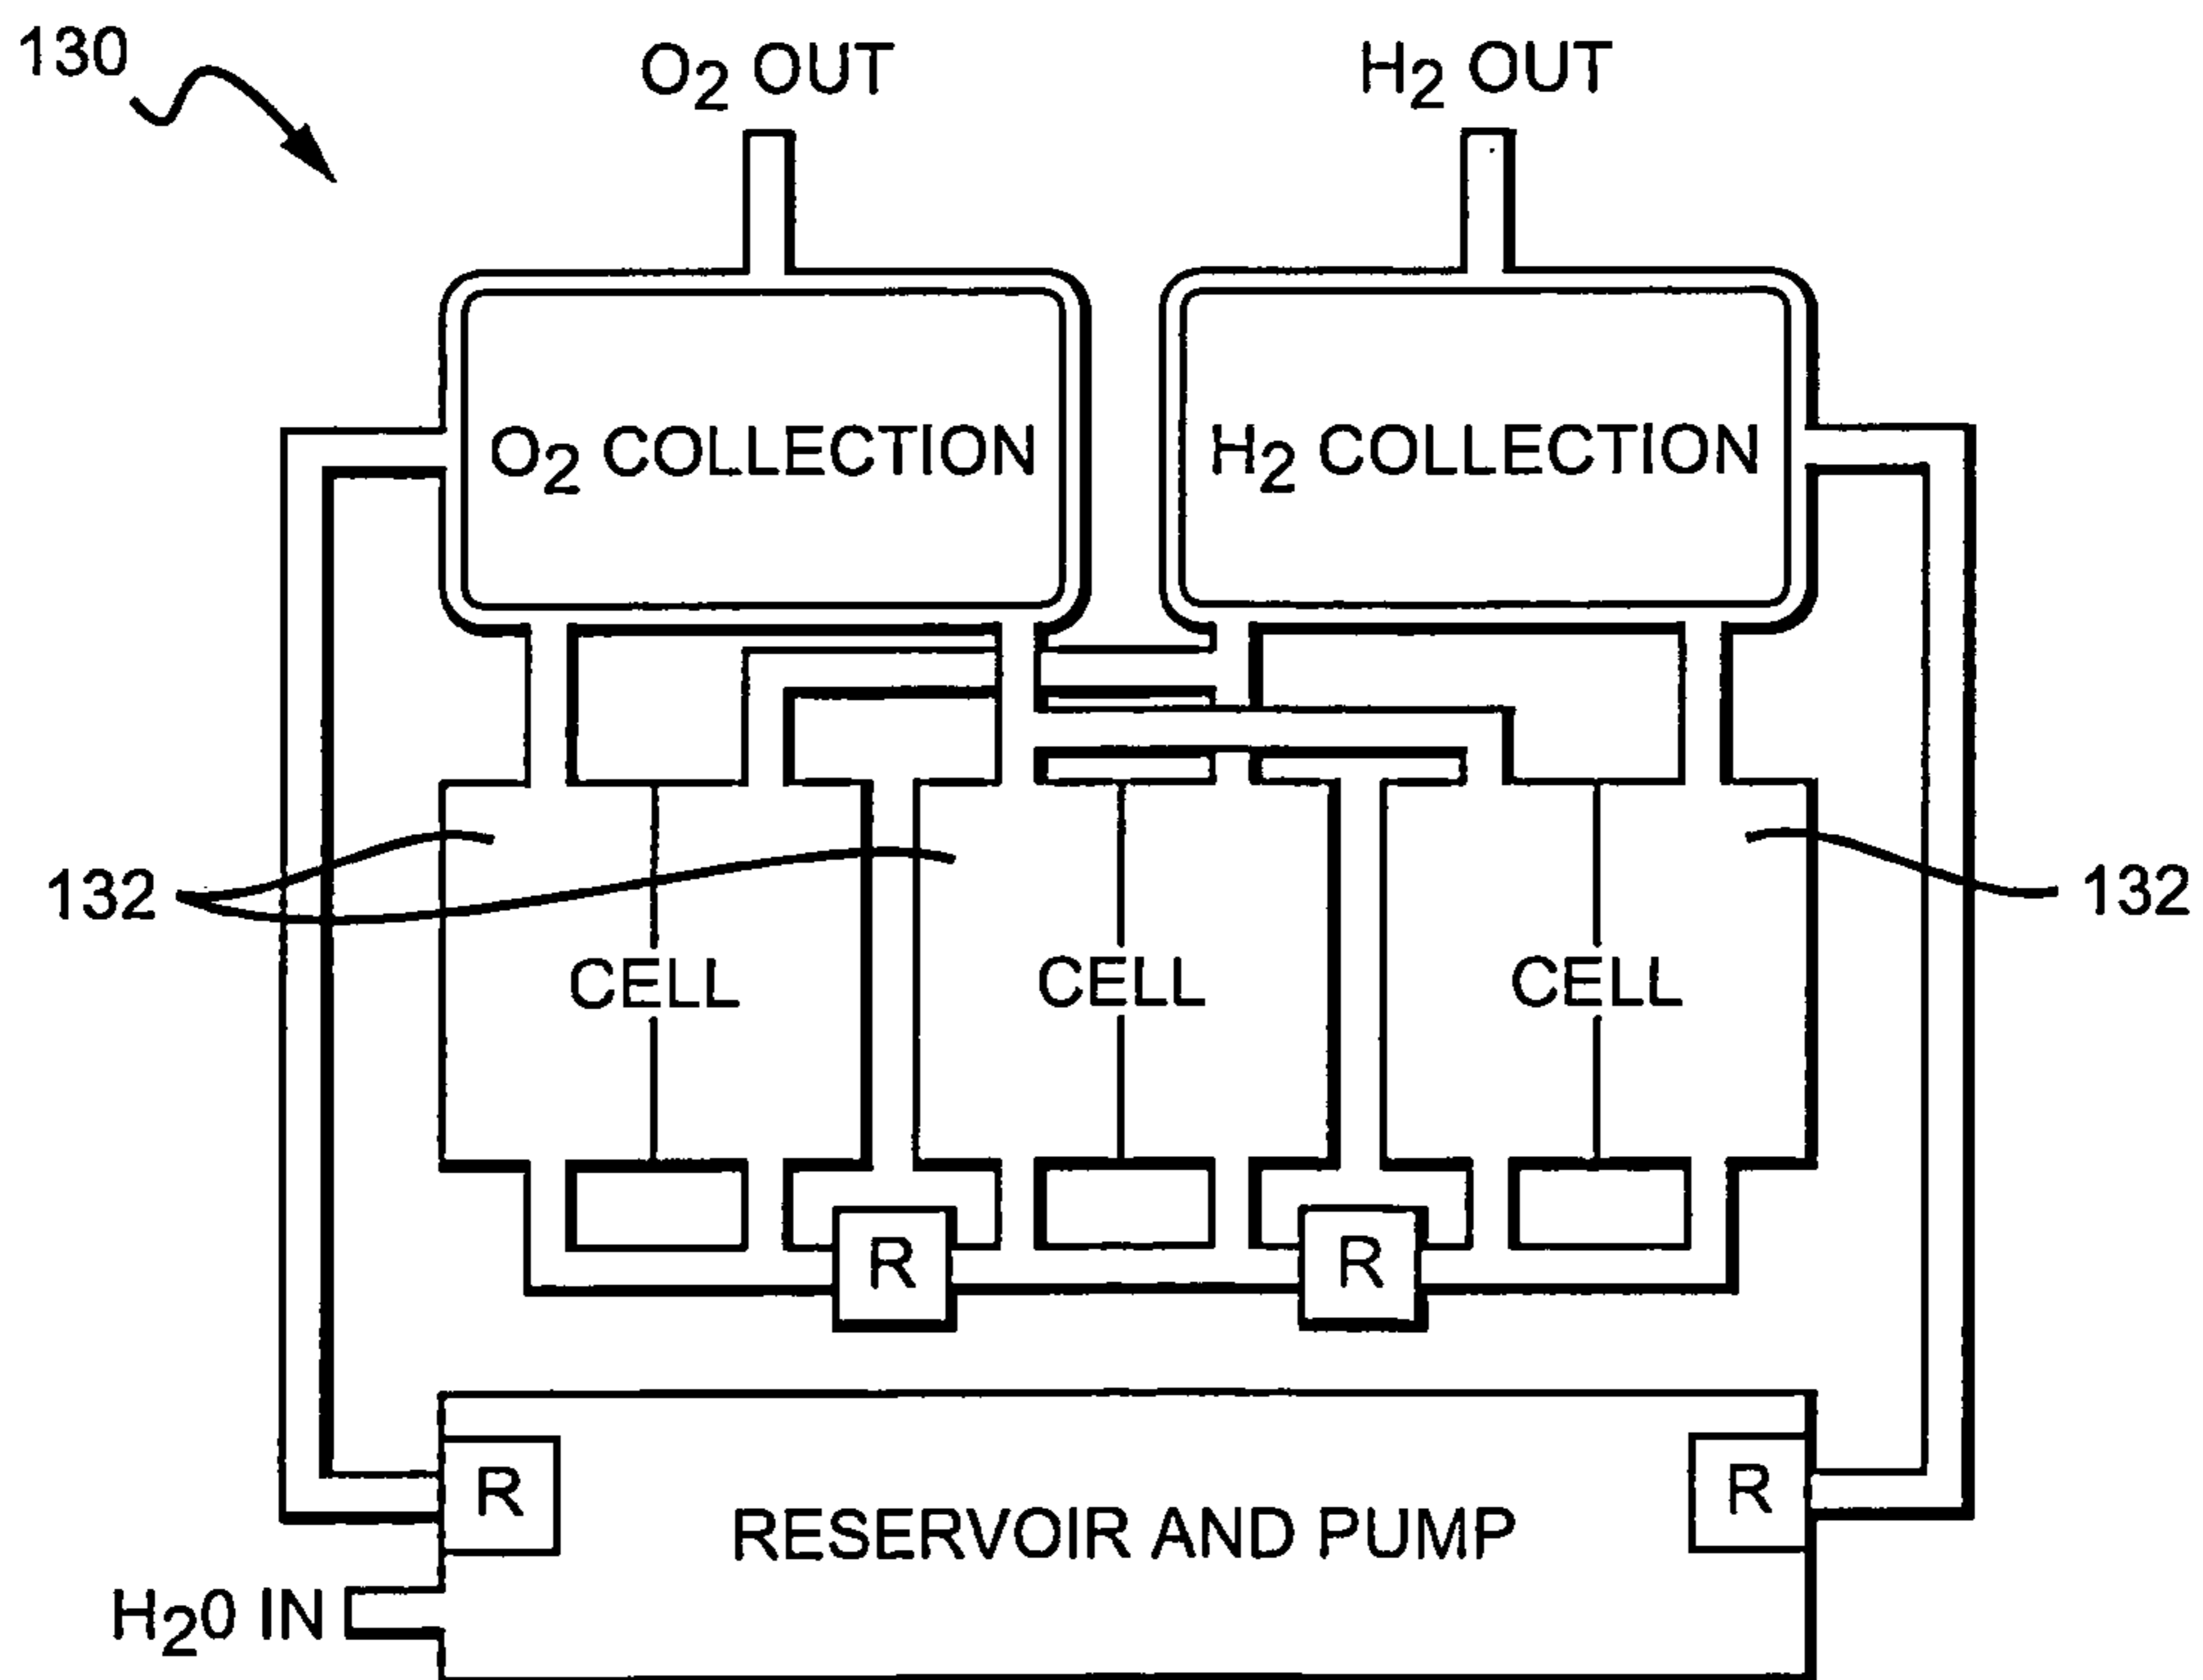 130
O2 OUT
H2 OUT
O2 COLLECTION
H2 COLLECTION
132
132
CELL
CELL
CELL
R
R
R
R
RESERVOIR AND PUMP
H20 IN